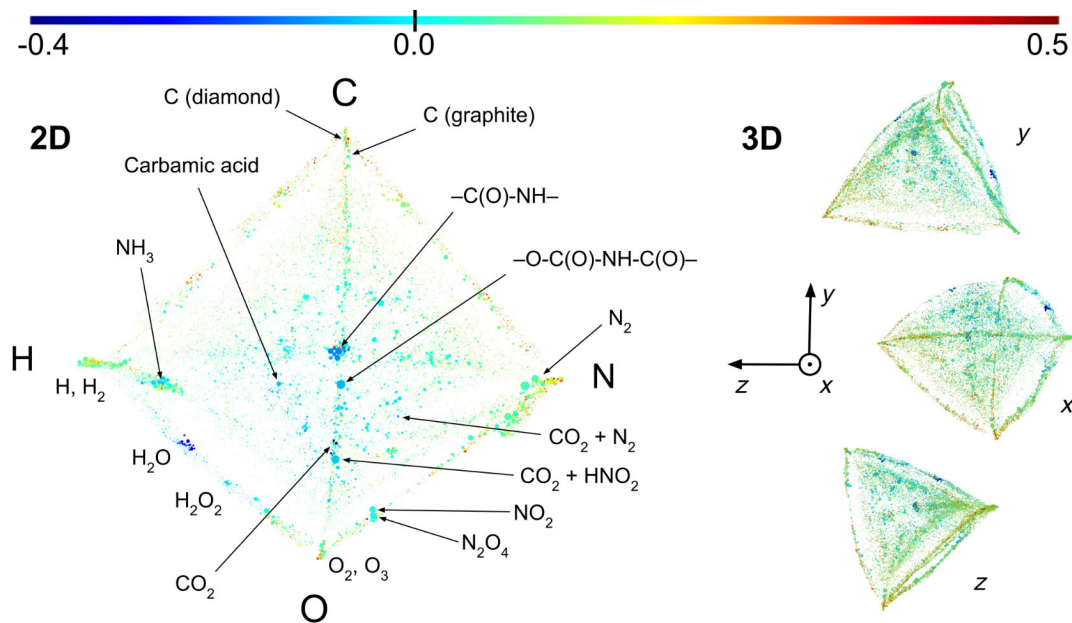 -0.4 0.0 0.5
2D
C (diamond)
C
C (graphite)
3D
y
Carbamic acid
–C(O)-NH–
NH3
–O-C(O)-NH-C(O)–
N2
H
N
H, H2
y
z
x
x
H2O
CO2 + N2
H2O2
CO2 + HNO2
NO2
N2O4
CO2
O2, O3
O
z